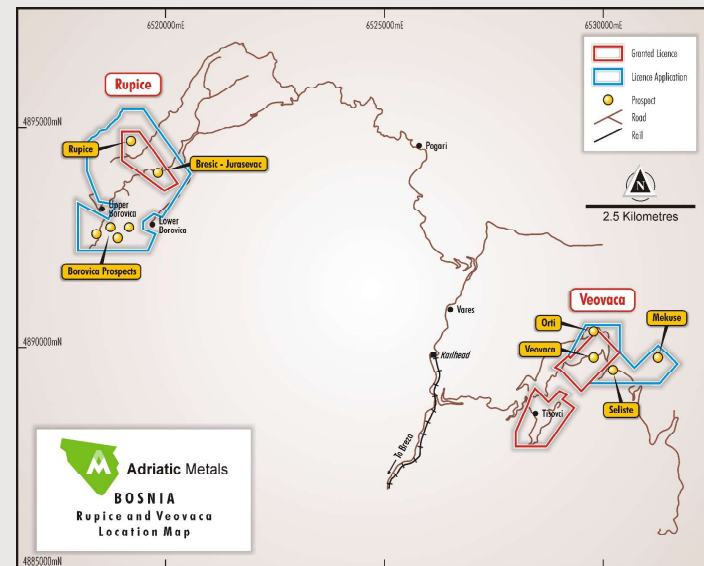 6520000mE
6525000mE
6530000mE
Granted Licence
Licence Application
Prospect
Road
Rail
N
2.5 Kilometres
4895000mN
Rupice
Rupice
Bresic - Jurasevac
Pogari
Upper
Borovica
Lower
Borovica
Borovica Prospects
Veovaca
Vares
Orti
Mekuse
4890000mN
Railhead
Veovaca
Seliste
Tisovci
To Breza
Adriatic Metals
BOSNIA
Rupice and Veovaca
Location Map
4885000mN